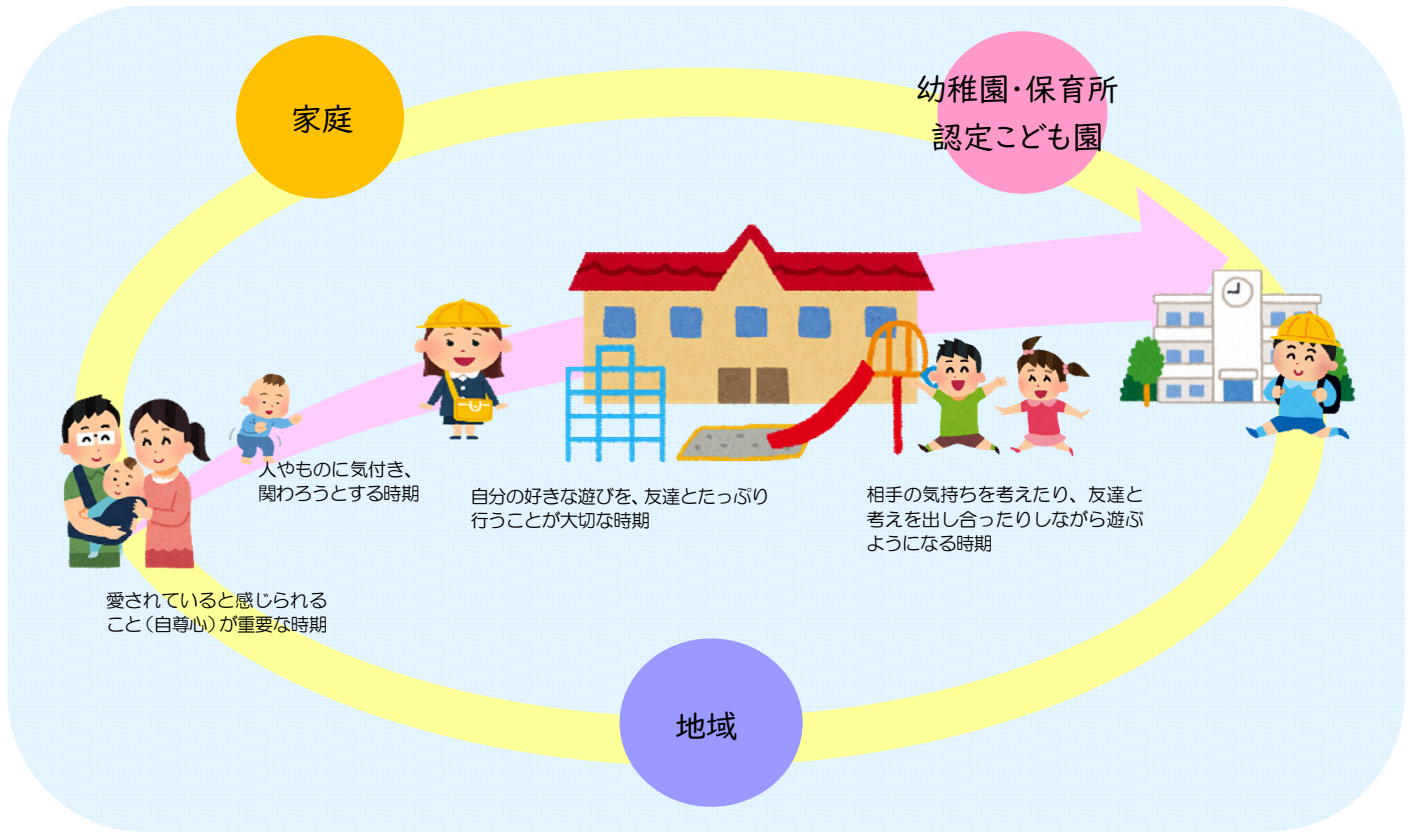 家庭
幼稚園・保育所
認定こども園
人やものに気付き、
関わろうとする時期
自分の好きな遊びを、友達とたっぷり
行うことが大切な時期
相手の気持ちを考えたり、友達と
考えを出し合ったりしながら遊ぶ
ようになる時期
愛されていると感じられる
こと（自尊心）が重要な時期
地域